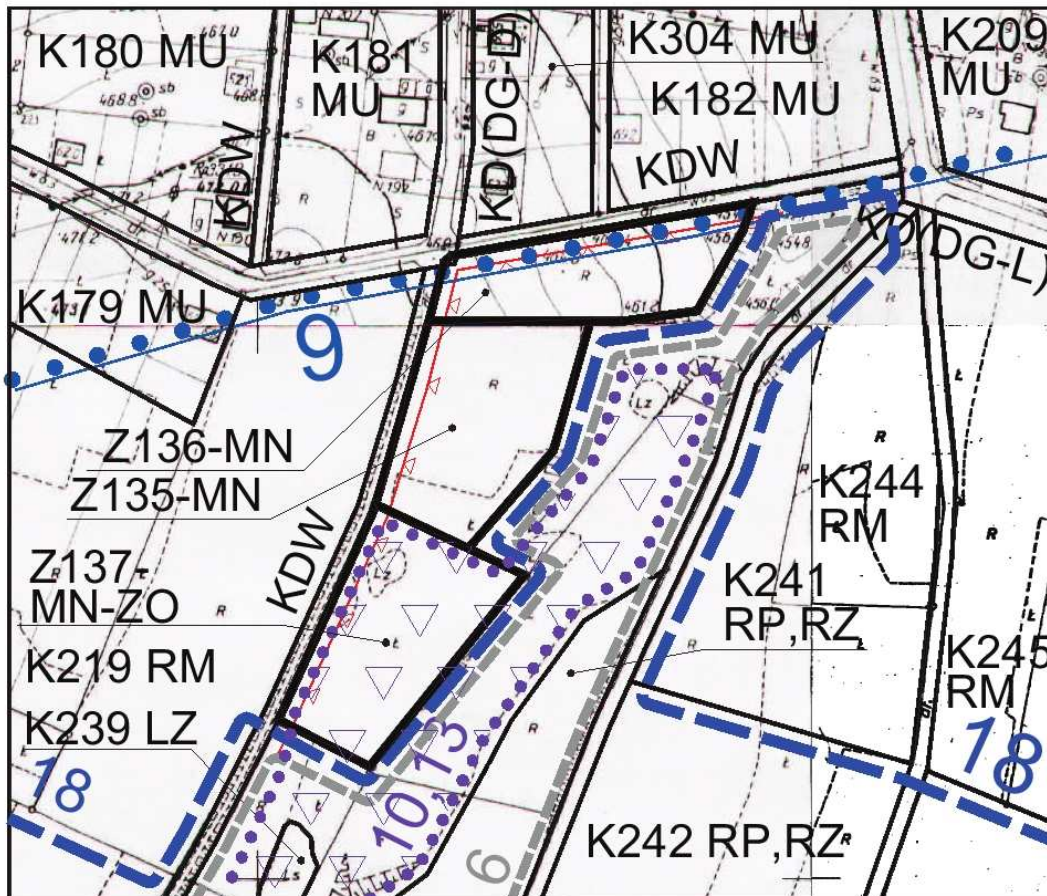 K180 MU
K181
MU
KDW
KD(DG-D)
K304 MU
K182 MU
K209
MU
KDW
KD(DG-L)
K179 MU
9
Z136-MN
Z135-MN
KDW
Z137-
MN-ZO
K219 RM
K239 LZ
18
10,13
6
K244
RM
K241
RP,RZ
K245
RM
18
K242 RP,RZ